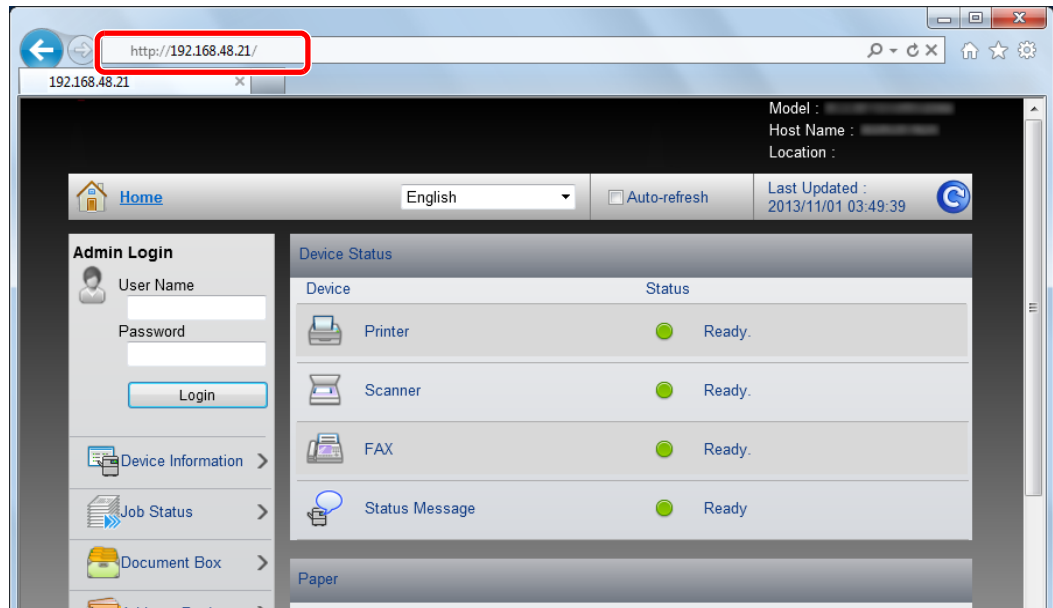 http://192.168.48.21/
192.168.48.21
Model :
Host Name :
Location :
Home
English
Auto-refresh
Last Updated :
2013/11/01 03:49:39
Admin Login
User Name
Password
Login
Device Information
Job Status
Document Box
Device Status
Device Status
Printer Ready.
Scanner Ready.
FAX Ready.
Status Message Ready
Paper